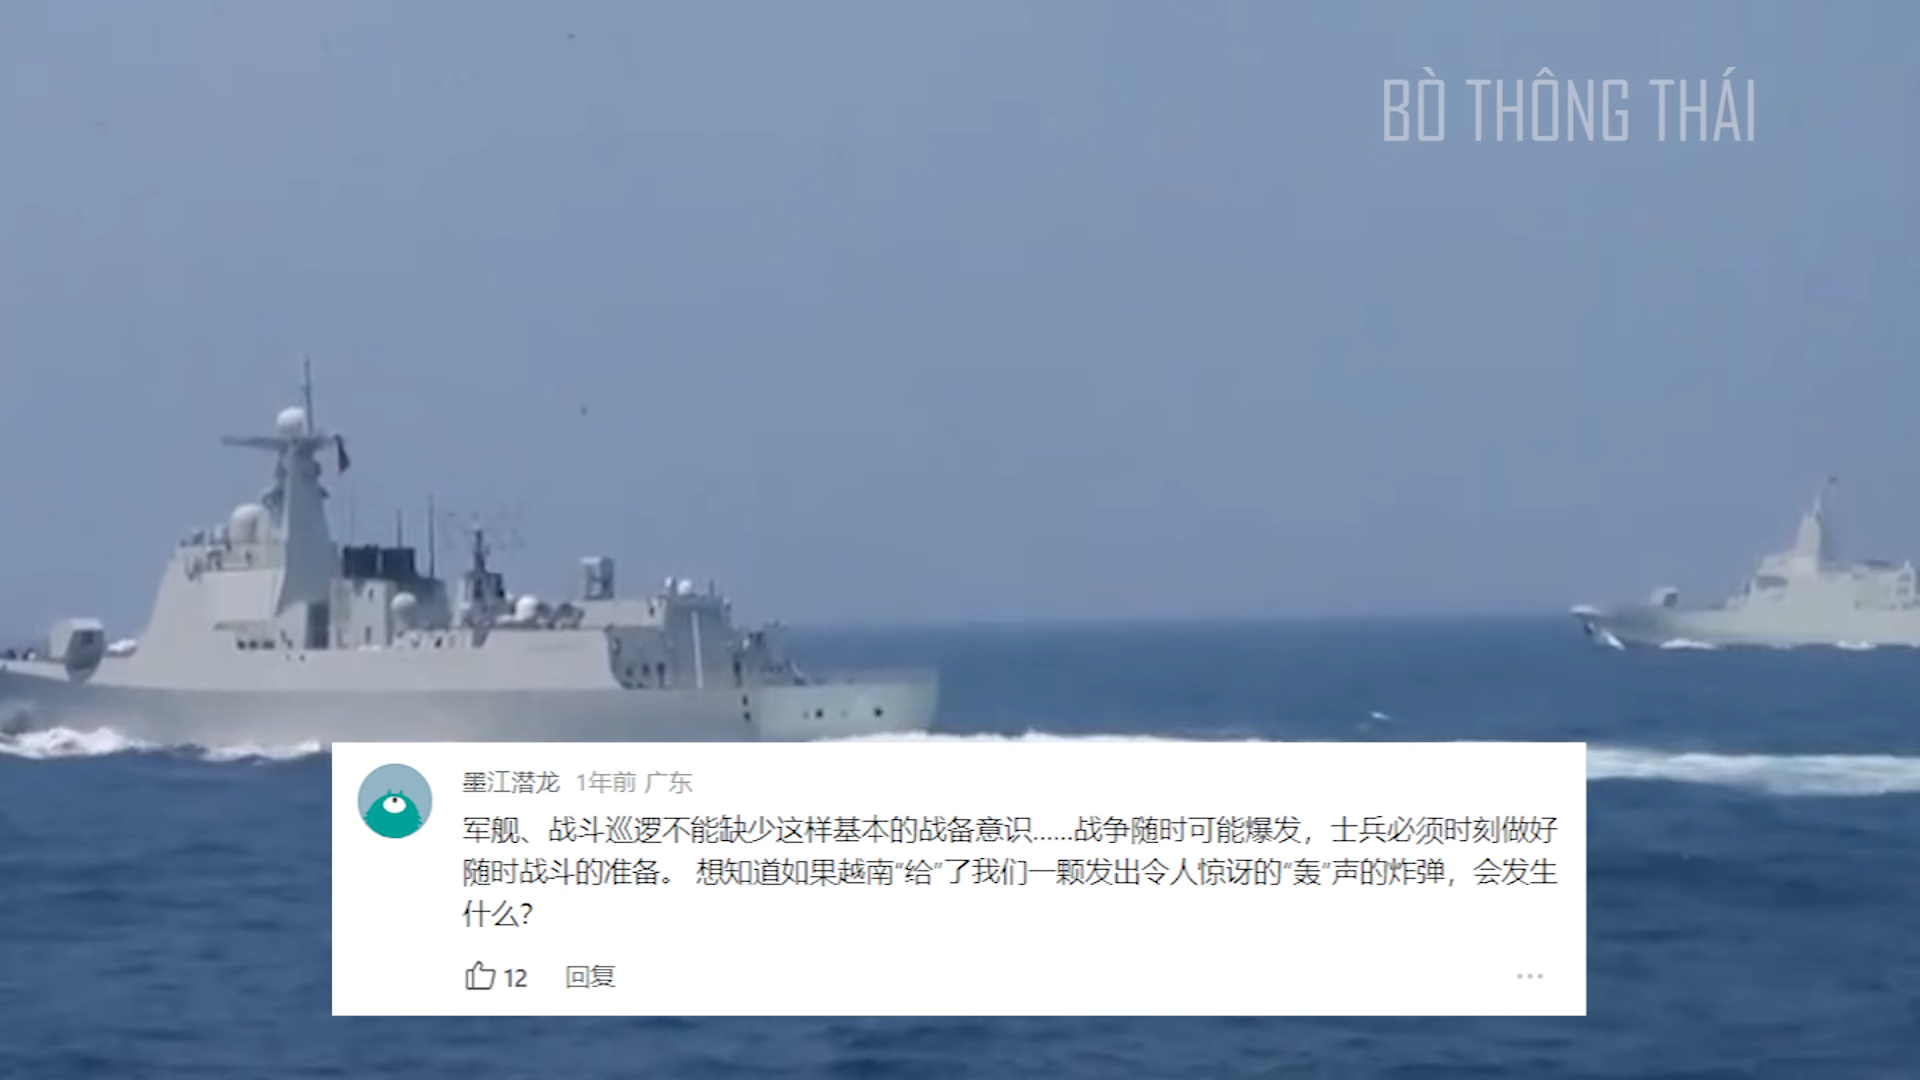 BÒ THÔNG THÁI
墨江潜龙 1年前 广东
军舰、战斗巡逻不能缺少这样基本的战备意识......战争随时可能爆发，士兵必须时刻做好
随时战斗的准备。 想知道如果越南“给”了我们一颗发出令人惊讶的“轰”声的炸弹，会发生
什么？
12 回复